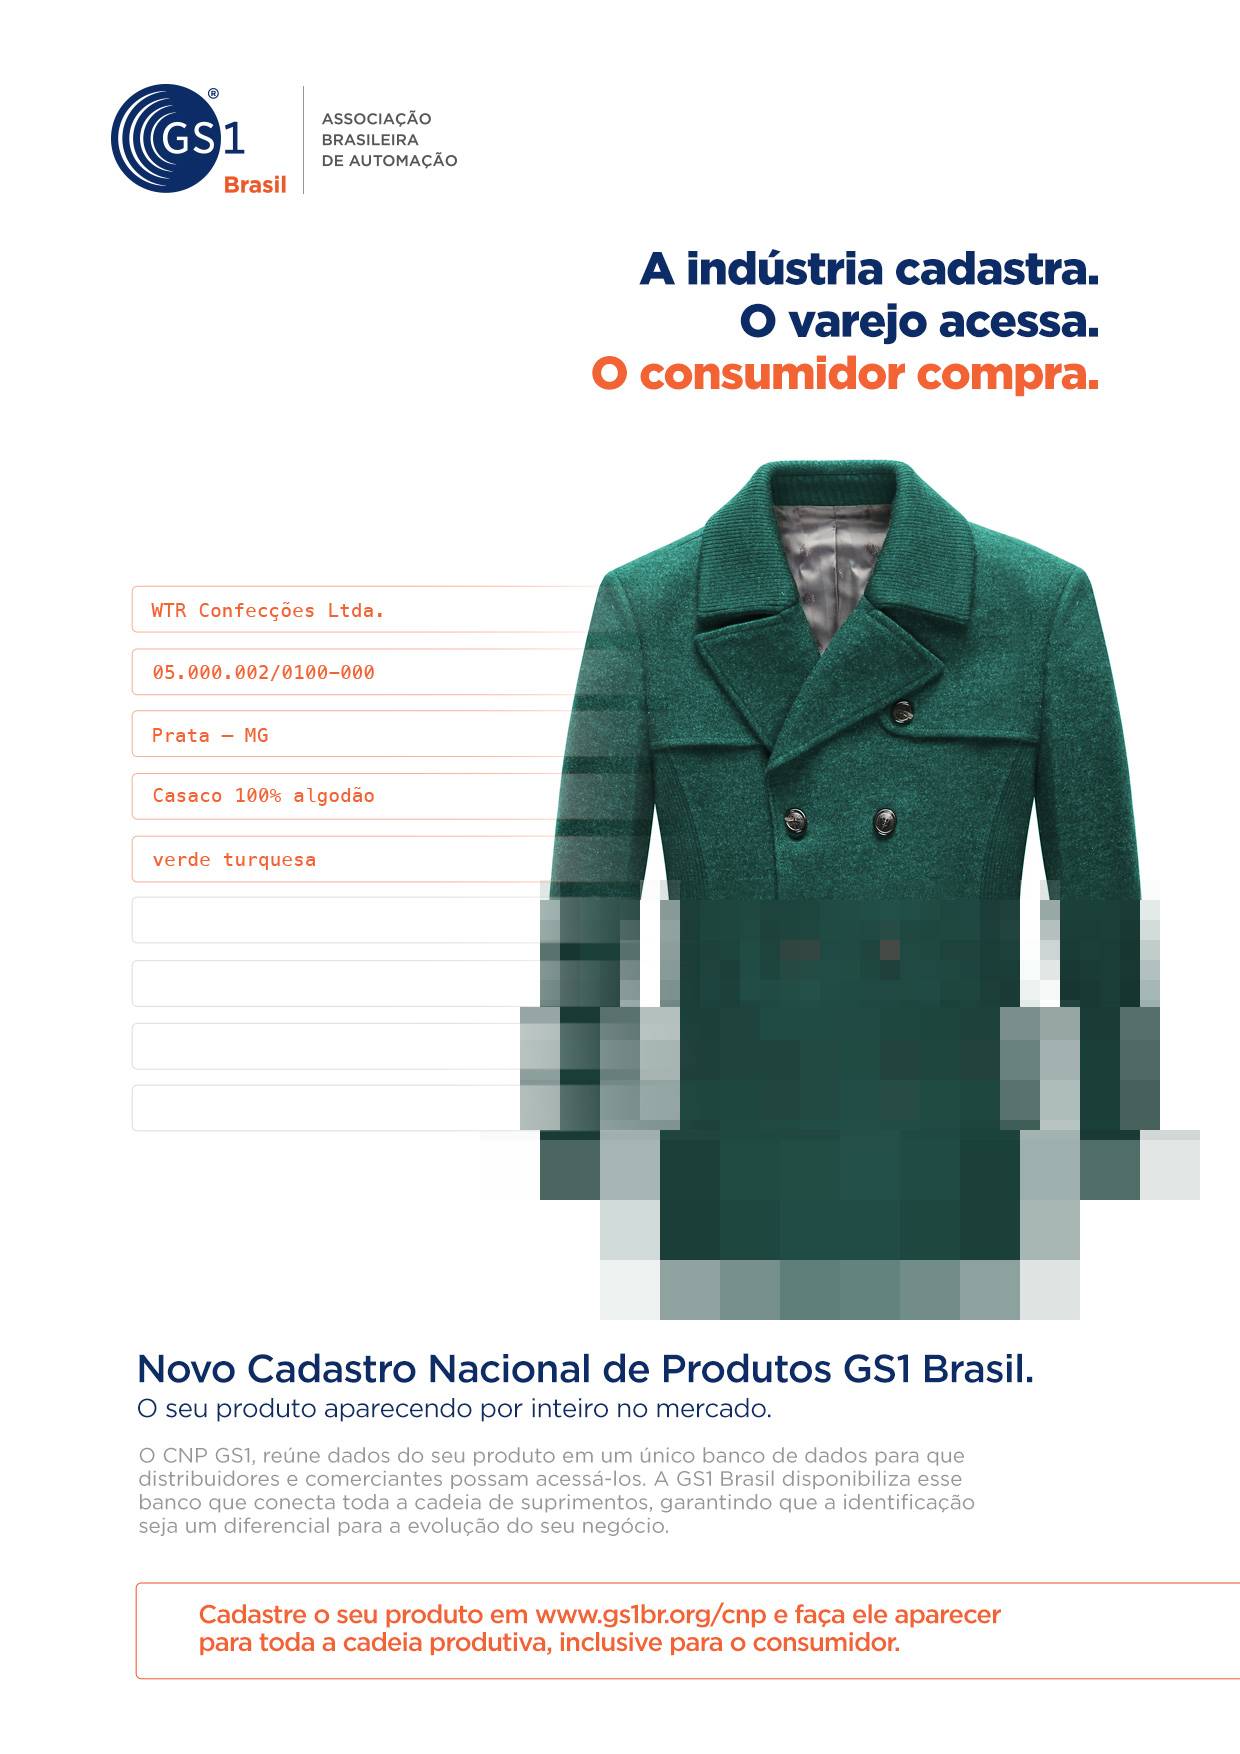 GS1®
Brasil
ASSOCIAÇÃO
BRASILEIRA
DE AUTOMAÇÃO
A indústria cadastra.
O varejo acessa.
O consumidor compra.
WTR Confecções Ltda.
05.000.002/0100–000
Prata – MG
Casaco 100% algodão
verde turquesa
Novo Cadastro Nacional de Produtos GS1 Brasil.
O seu produto aparecendo por inteiro no mercado.
O CNP GS1, reúne dados do seu produto em um único banco de dados para que
distribuidores e comerciantes possam acessá-los. A GS1 Brasil disponibiliza esse
banco que conecta toda a cadeia de suprimentos, garantindo que a identificação
seja um diferencial para a evolução do seu negócio.
Cadastre o seu produto em www.gs1br.org/cnp e faça ele aparecer
para toda a cadeia produtiva, inclusive para o consumidor.